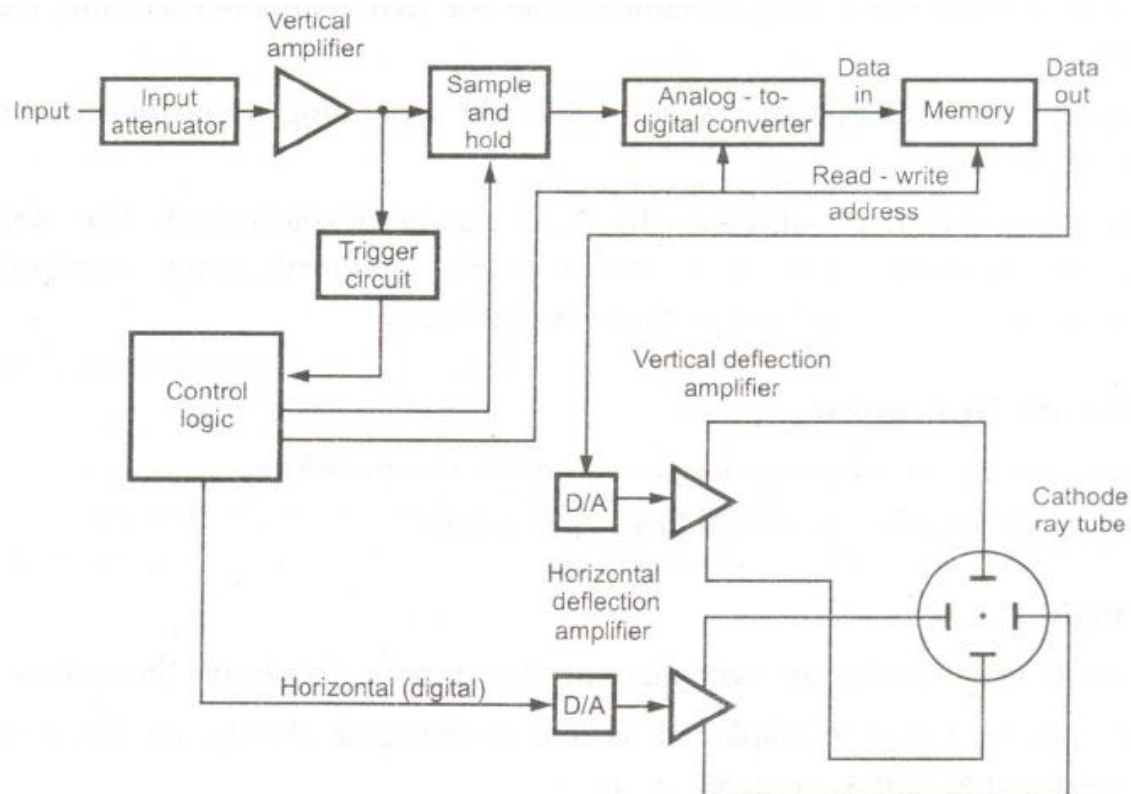 Vertical
amplifier
Input
Input
attenuator
Sample
and
hold
Analog - to-
digital converter
Data
in
Memory
Data
out
Read - write
address
Trigger
circuit
Control
logic
Vertical deflection
amplifier
D/A
Cathode
ray tube
Horizontal
deflection
amplifier
Horizontal (digital)
D/A